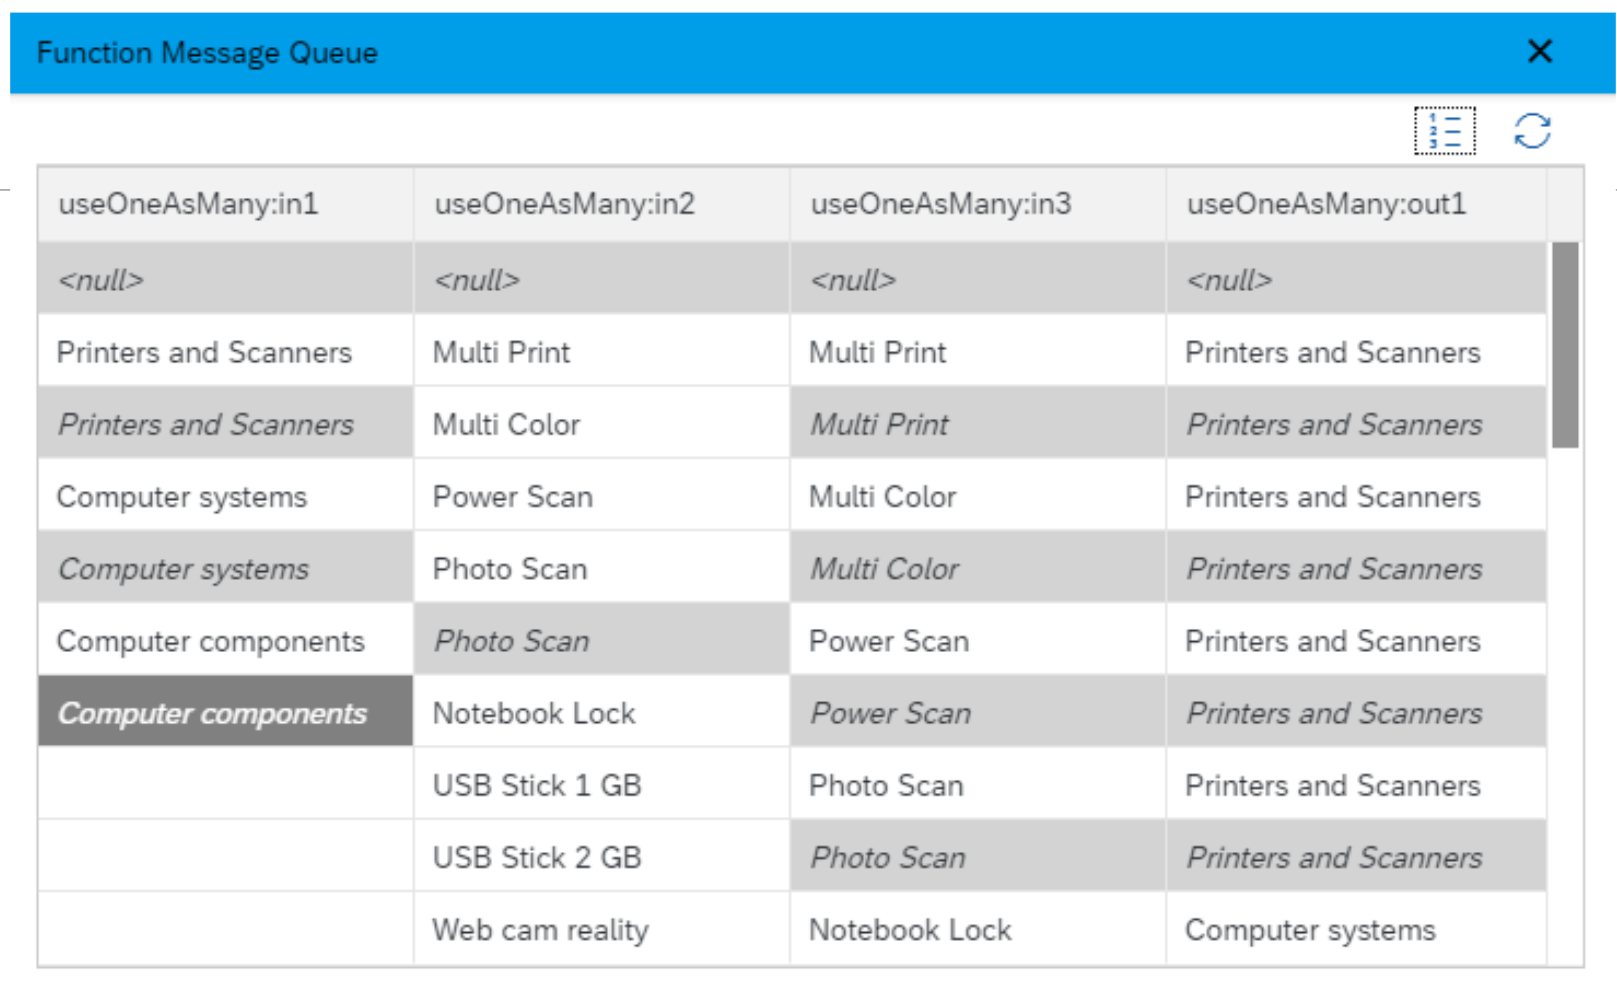 Function Message Queue
useOneAsMany:in1 useOneAsMany:in2 useOneAsMany:in3 useOneAsMany:out1
<null> <null> <null> <null>
Printers and Scanners Multi Print Multi Print Printers and Scanners
Printers and Scanners Multi Color Multi Print Printers and Scanners
Computer systems Power Scan Multi Color Printers and Scanners
Computer systems Photo Scan Multi Color Printers and Scanners
Computer components Photo Scan Power Scan Printers and Scanners
Computer components Notebook Lock Power Scan Printers and Scanners
USB Stick 1 GB Photo Scan Printers and Scanners
USB Stick 2 GB Photo Scan Printers and Scanners
Web cam reality Notebook Lock Computer systems